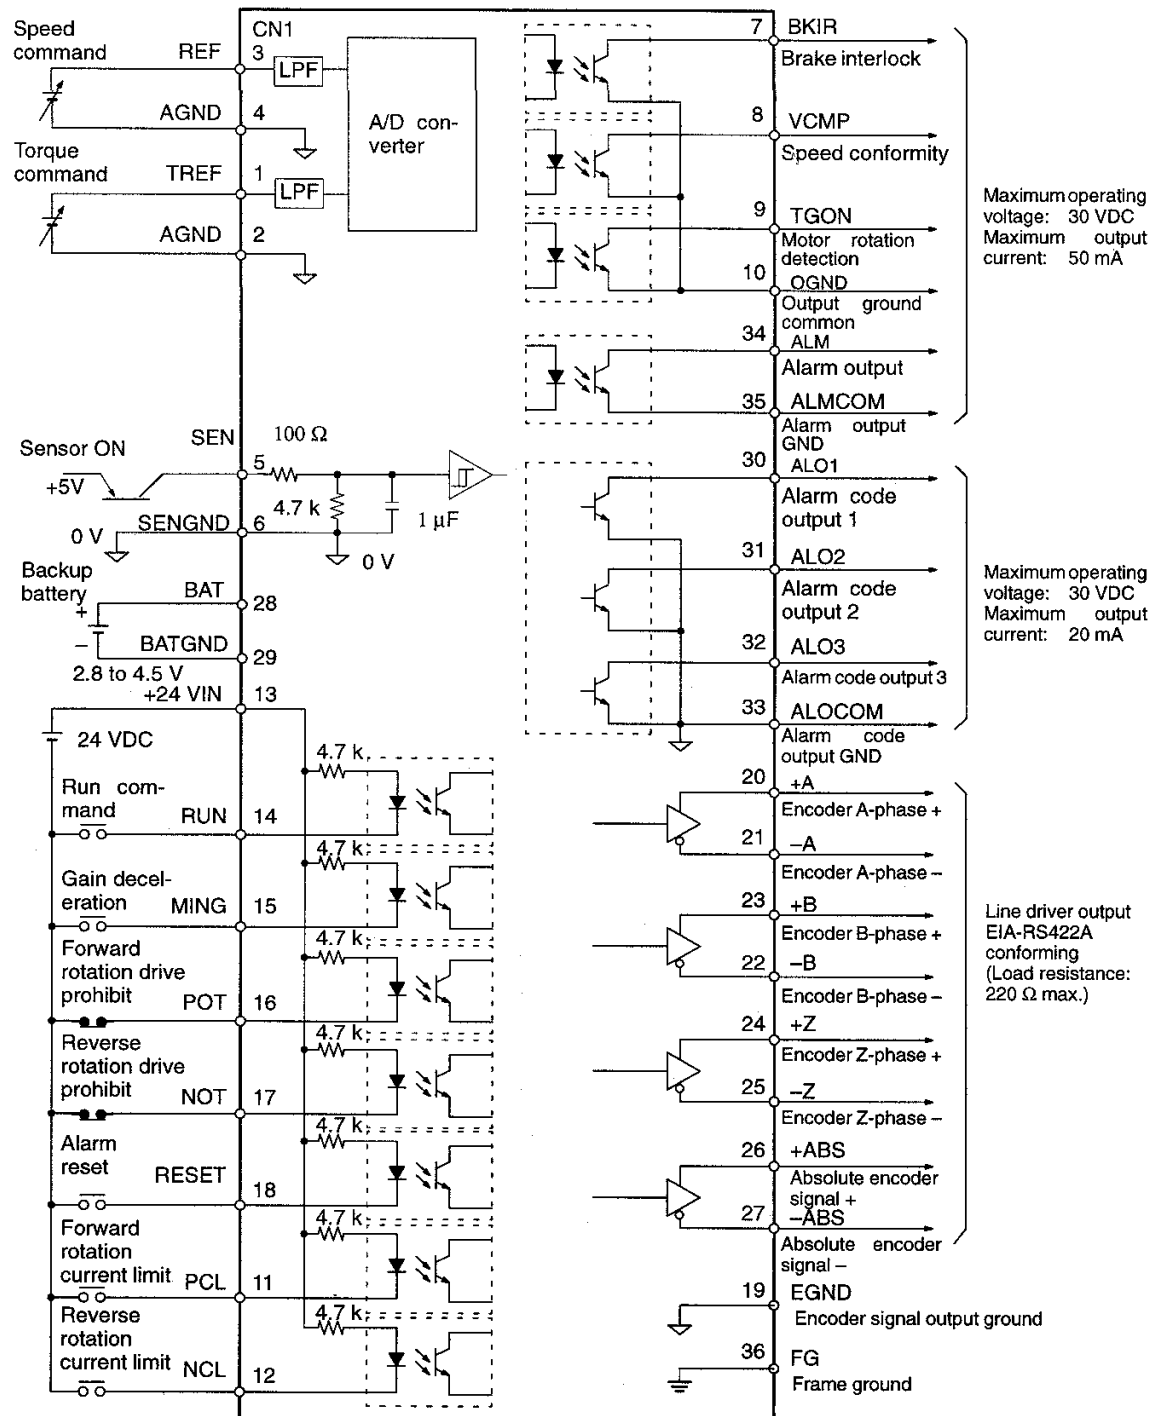 CN1
Speed
command
REF
3
LPF
AGND
4
A/D con-
verter
Torque
command
TREF
1
LPF
AGND
2
Sensor ON
SEN
100 Ω
5
+5V
4.7 k
1 µF
SENGND
6
0 V
0 V
Backup
battery
BAT
28
+
–
BATGND
29
2.8 to 4.5 V
+24 VIN
13
24 VDC
4.7 k
Run com-
mand
RUN
14
4.7 k
Gain decel-
eration
MING
15
4.7 k
Forward
rotation drive
prohibit
POT
16
4.7 k
Reverse
rotation drive
prohibit
NOT
17
4.7 k
Alarm
reset
RESET
18
4.7 k
Forward
rotation
current limit
PCL
11
4.7 k
Reverse
rotation
current limit
NCL
12
7
BKIR
Brake interlock
8
VCMP
Speed conformity
9
TGON
Motor rotation
detection
10
OGND
Output ground
common
34
ALM
Alarm output
35
ALMCOM
Alarm output
GND
Maximum operating
voltage: 30 VDC
Maximum output
current: 50 mA
30
ALO1
Alarm code
output 1
31
ALO2
Alarm code
output 2
32
ALO3
Alarm code output 3
33
ALOCOM
Alarm code
output GND
Maximum operating
voltage: 30 VDC
Maximum output
current: 20 mA
20
+A
Encoder A-phase +
21
–A
Encoder A-phase –
23
+B
Encoder B-phase +
22
–B
Encoder B-phase –
24
+Z
Encoder Z-phase +
25
–Z
Encoder Z-phase –
26
+ABS
Absolute encoder
signal +
27
–ABS
Absolute encoder
signal –
Line driver output
EIA-RS422A
conforming
(Load resistance:
220 Ω max.)
19
EGND
Encoder signal output ground
36
FG
Frame ground